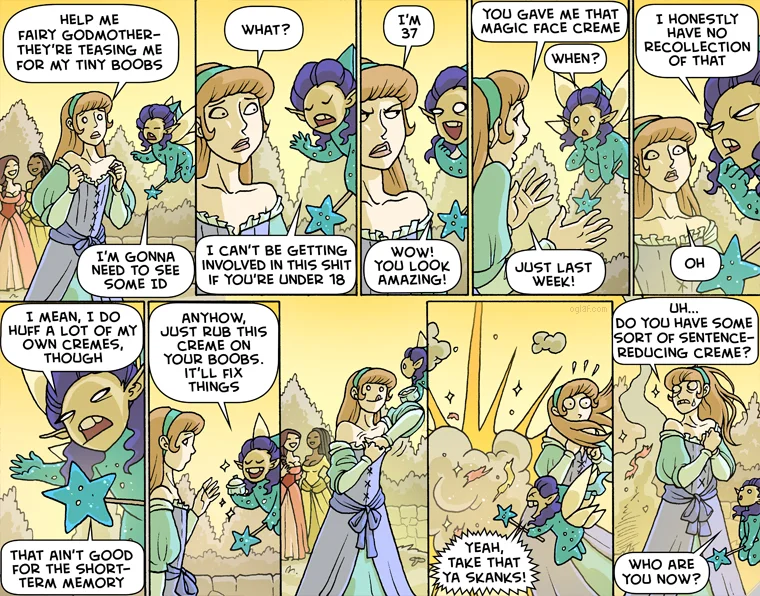 HELP ME
FAIRY GODMOTHER-
THEY'RE TEASING ME
FOR MY TINY BOOBS
I'M GONNA
NEED TO SEE
SOME ID
WHAT?
I CAN'T BE GETTING
INVOLVED IN THIS SHIT
IF YOU'RE UNDER 18
I'M
37
WOW!
YOU LOOK
AMAZING!
YOU GAVE ME THAT
MAGIC FACE CREME
WHEN?
JUST LAST
WEEK!
I HONESTLY
HAVE NO
RECOLLECTION
OF THAT
OH
I MEAN, I DO
HUFF A LOT OF MY
OWN CREMES,
THOUGH
THAT AIN'T GOOD
FOR THE SHORT-
TERM MEMORY
ANYHOW,
JUST RUB THIS
CREME ON
YOUR BOOBS.
IT'LL FIX
THINGS
oglaf.com
YEAH,
TAKE THAT
YA SKANKS!
UH...
DO YOU HAVE SOME
SORT OF SENTENCE-
REDUCING CREME?
WHO ARE
YOU NOW?